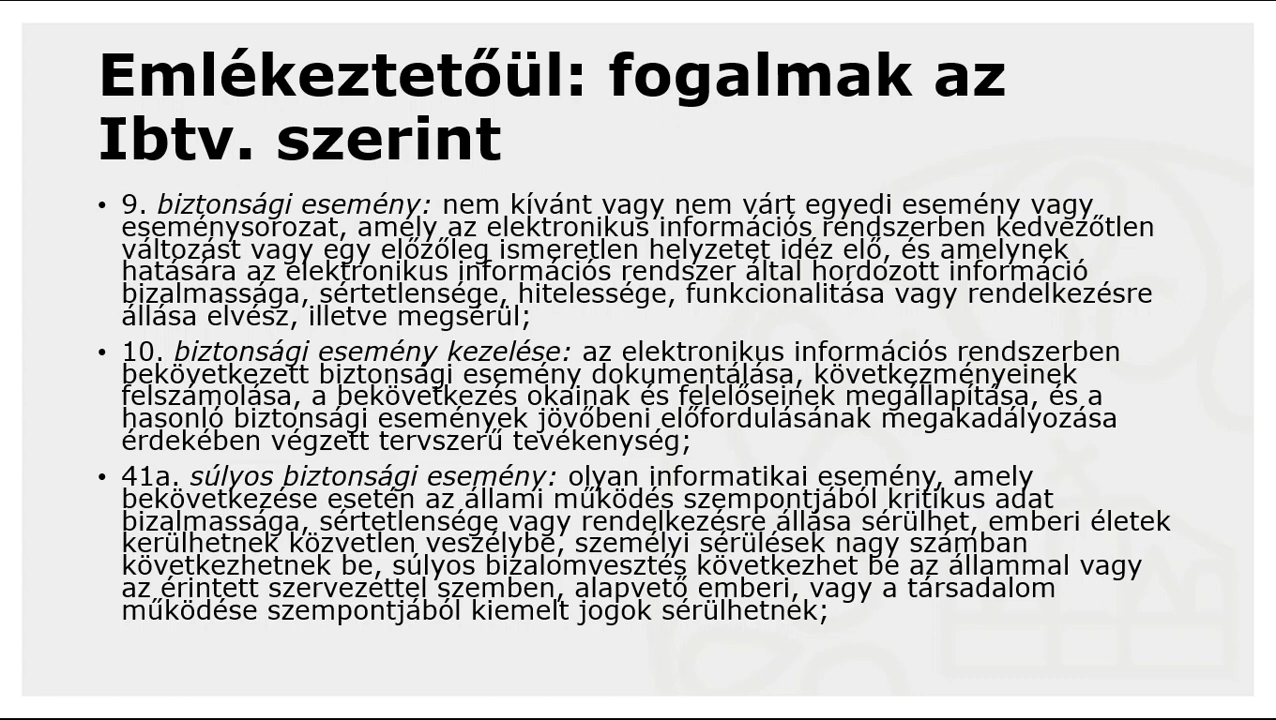 Emlékeztetőül: fogalmak az
Ibtv. szerint
• 9. biztonsági esemény: nem kívánt vagy nem várt egyedi esemény vagy
eseménysorozat, amely az elektronikus információs rendszerben kedvezőtlen
változást vagy egy előzőleg ismeretlen helyzetet idéz elő, és amelynek
hatására az elektronikus információs rendszer által hordozott információ
bizalmassága, sértetlensége, hitelessége, funkcionalitása vagy rendelkezésre
állása elvész, illetve megsérül;
• 10. biztonsági esemény kezelése: az elektronikus információs rendszerben
bekövetkezett biztonsági esemény dokumentálása, következményeinek
felszámolása, a bekövetkezés okainak és felelőseinek megállapítása, és a
hasonló biztonsági események jövőbeni előfordulásának megakadályozása
érdekében végzett tervszerű tevékenység;
• 41a. súlyos biztonsági esemény: olyan informatikai esemény, amely
bekövetkezése esetén az állami működés szempontjából kritikus adat
bizalmassága, sértetlensége vagy rendelkezésre állása sérülhet, emberi életek
kerülhetnek közvetlen veszélybe, személyi sérülések nagy számban
következhetnek be, súlyos bizalomvesztés következhet be az állammal vagy
az érintett szervezettel szemben, alapvető emberi, vagy a társadalom
működése szempontjából kiemelt jogok sérülhetnek;